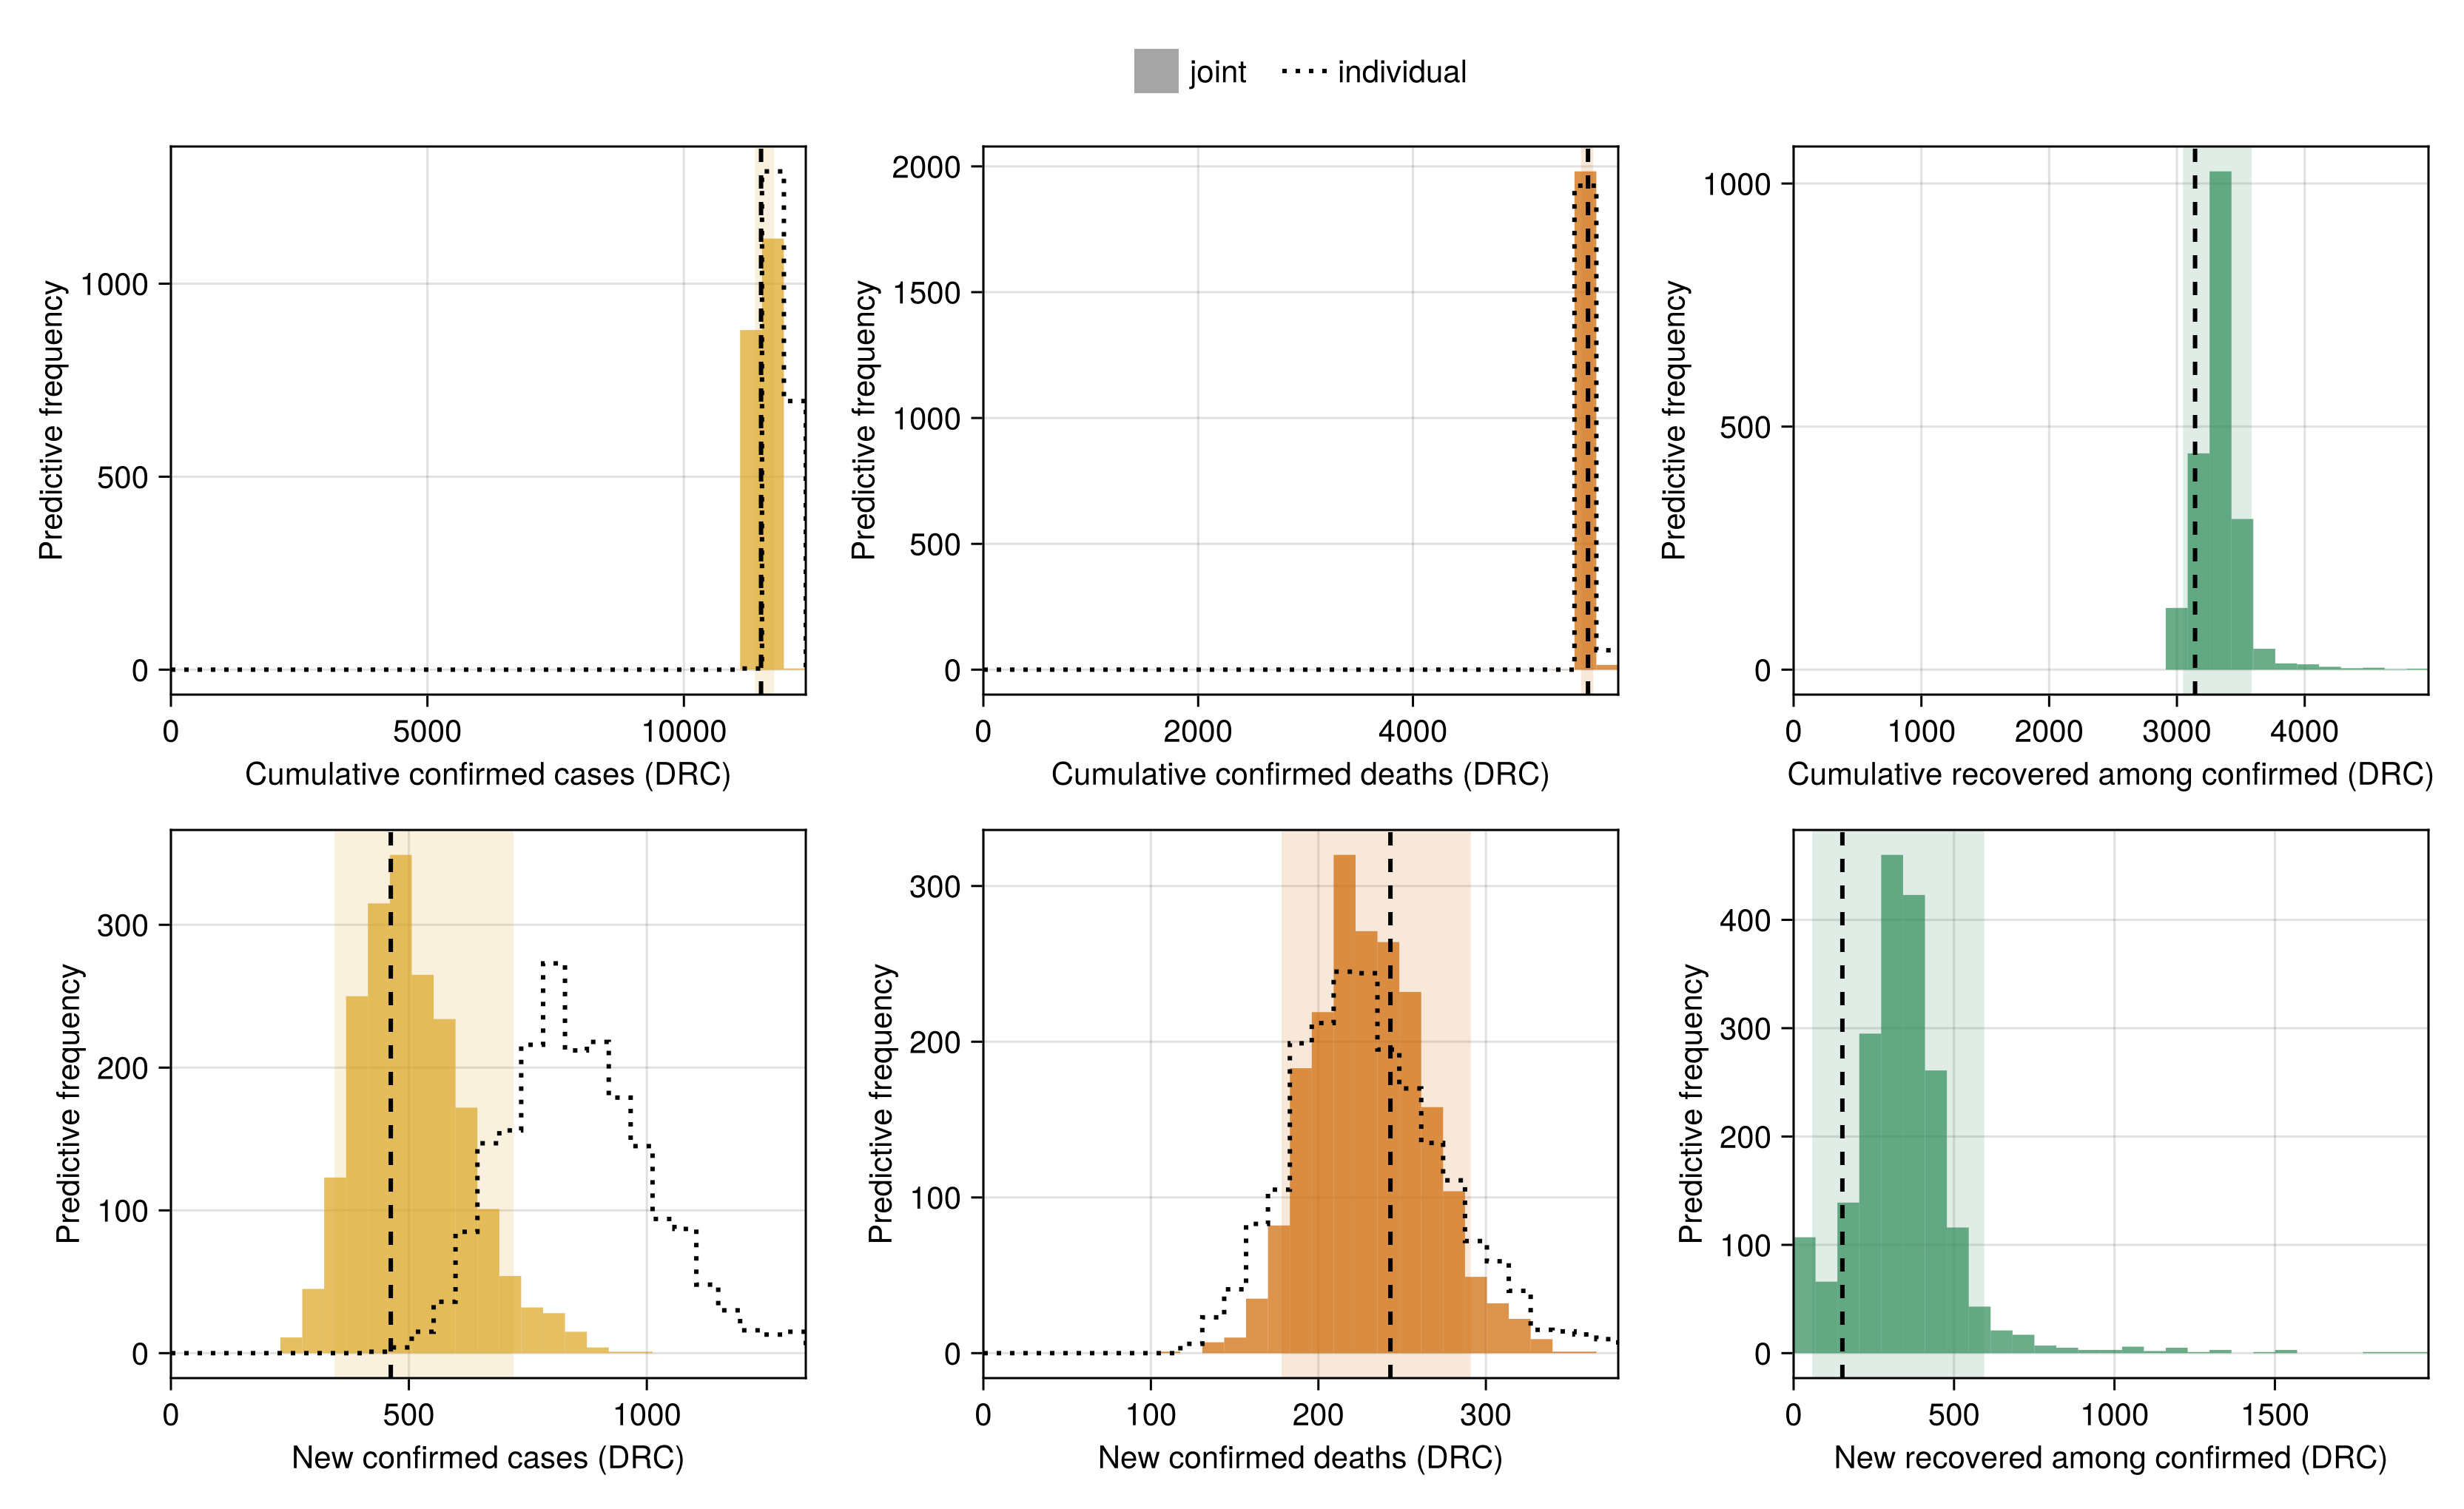 joint individual
Predictive frequency
1000
500
0
0 5000 10000
Cumulative confirmed cases (DRC)
Predictive frequency
2000
1500
1000
500
0
0 2000 4000
Cumulative confirmed deaths (DRC)
Predictive frequency
1000
500
0
0 1000 2000 3000 4000
Cumulative recovered among confirmed (DRC)
Predictive frequency
300
200
100
0
0 500 1000
New confirmed cases (DRC)
Predictive frequency
300
200
100
0
0 100 200 300
New confirmed deaths (DRC)
Predictive frequency
400
300
200
100
0
0 500 1000 1500
New recovered among confirmed (DRC)